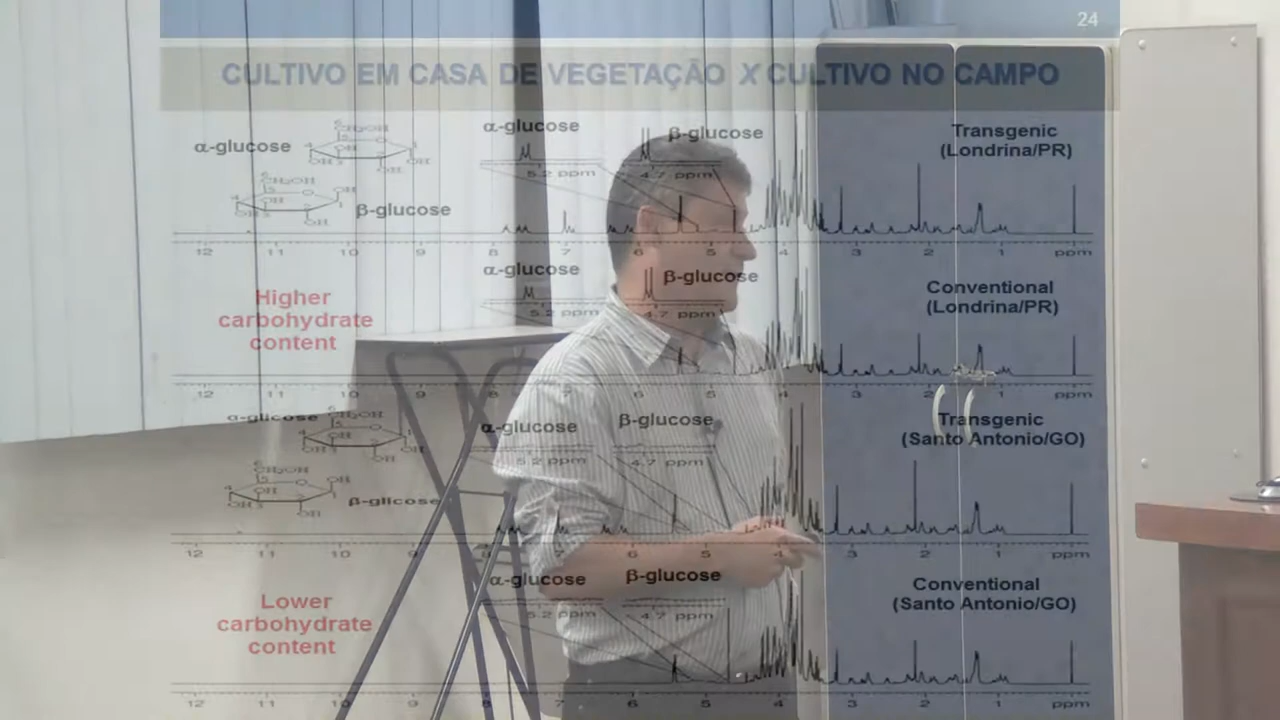 24
CULTIVO EM CASA DE VEGETAÇÃO X CULTIVO NO CAMPO
α-glucose
β-glucose
α-glucose
β-glucose
5.2 ppm
4.7 ppm
Transgenic
(Londrina/PR)
12 11 10 9 8 7 6 5 4 3 2 1 ppm
Higher
carbohydrate
content
α-glucose
β-glucose
5.2 ppm
4.7 ppm
Conventional
(Londrina/PR)
12 11 10 9 8 7 6 5 4 3 2 1 ppm
α-glicose
β-glicose
α-glucose
β-glucose
5.2 ppm
4.7 ppm
Transgenic
(Santo Antonio/GO)
12 11 10 9 8 7 6 5 4 3 2 1 ppm
Lower
carbohydrate
content
α-glucose
β-glucose
5.2 ppm
4.7 ppm
Conventional
(Santo Antonio/GO)
12 11 10 9 8 7 6 5 4 3 2 1 ppm